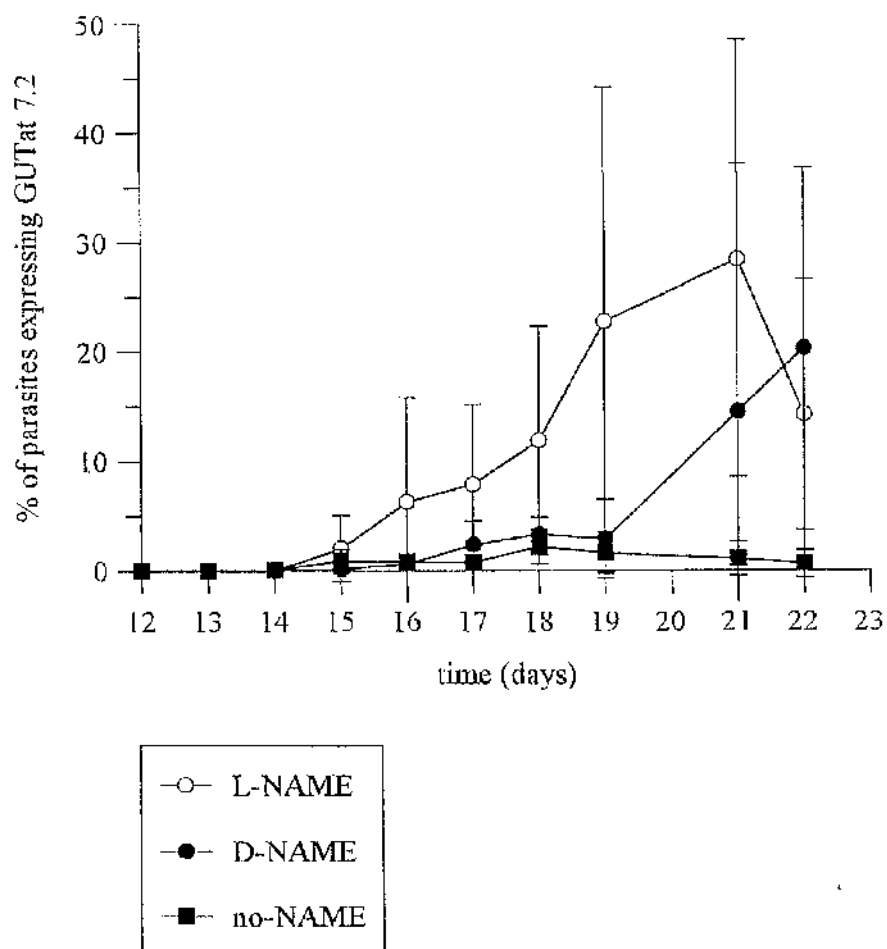 % of parasites expressing GUTat 7.2
50
40
30
20
10
0
12 13 14 15 16 17 18 19 20 21 22 23
time (days)
L-NAME
D-NAME
no-NAME